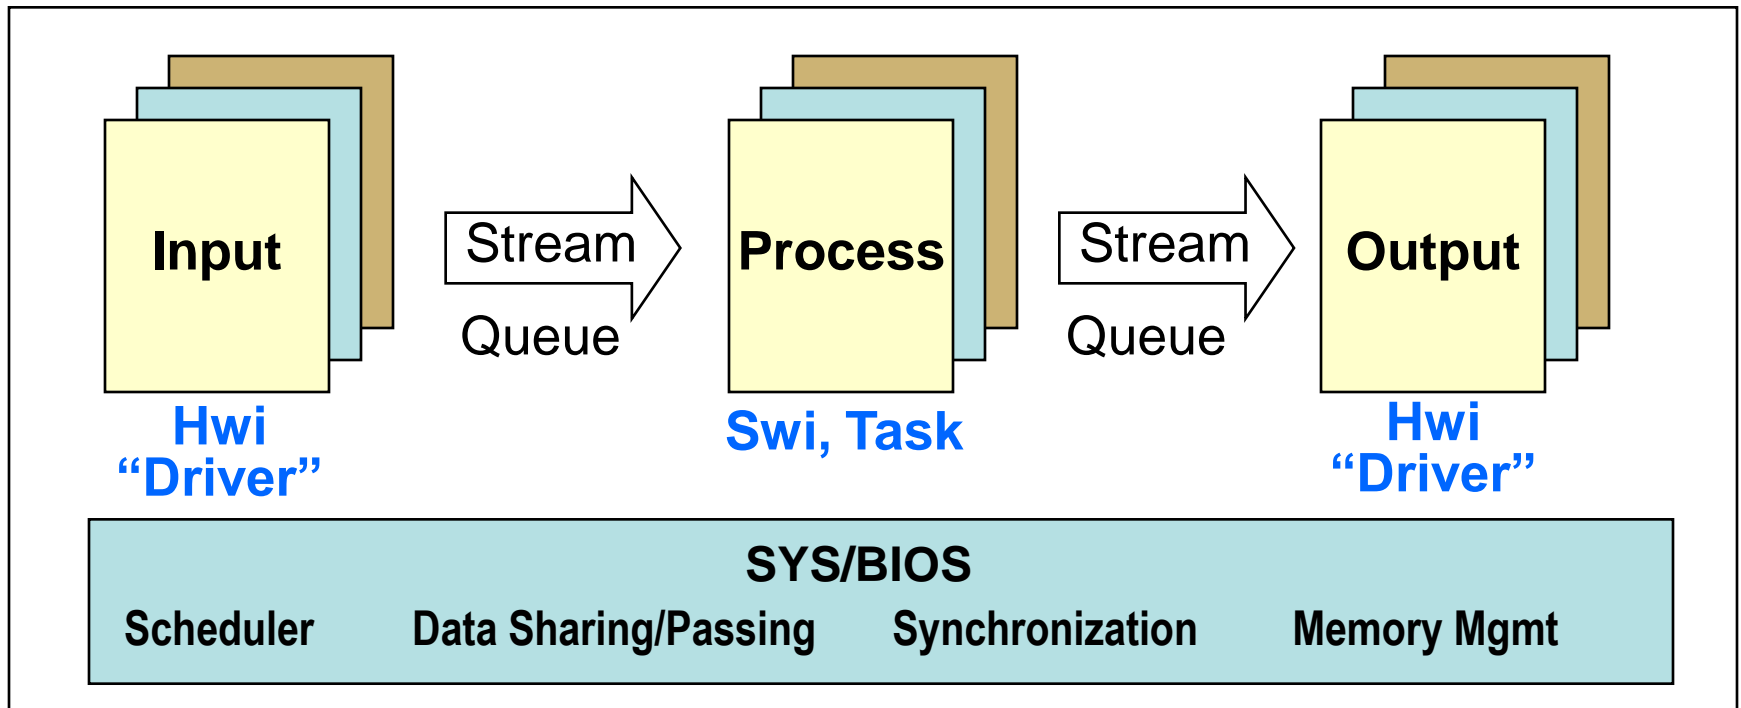 Input
Stream
Queue
Process
Stream
Queue
Output
Hwi
“Driver”
Swi, Task
Hwi
“Driver”
SYS/BIOS
Scheduler Data Sharing/Passing Synchronization Memory Mgmt